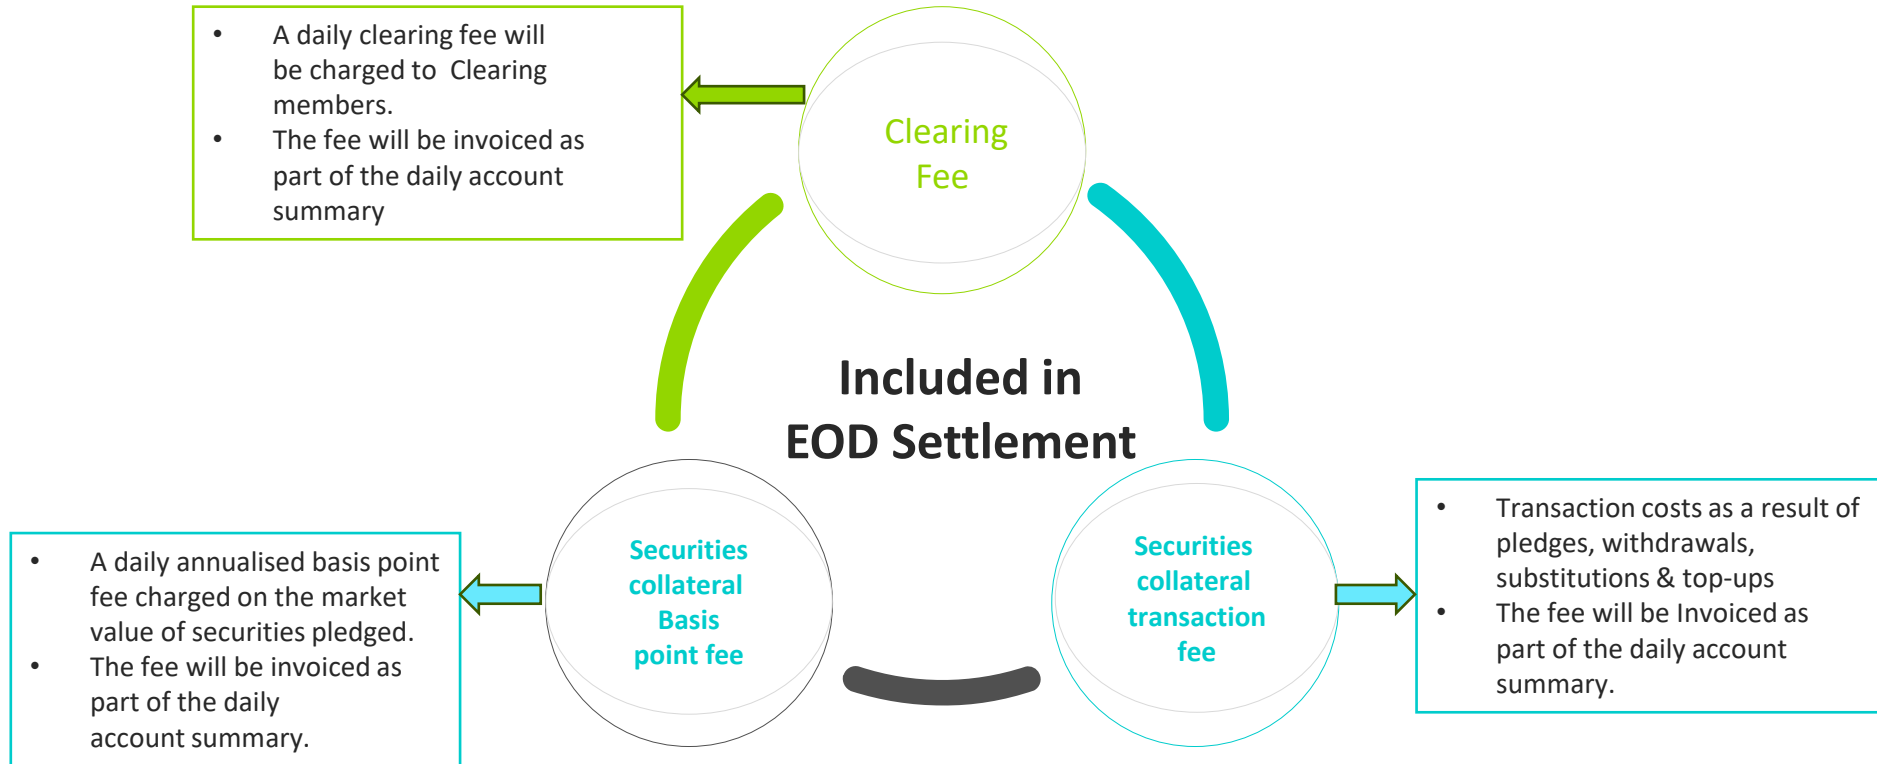 • A daily clearing fee will
be charged to Clearing
members.
• The fee will be invoiced as
part of the daily account
summary
Clearing
Fee
Included in
EOD Settlement
• A daily annualised basis point
fee charged on the market
value of securities pledged.
• The fee will be invoiced as
part of the daily
account summary.
Securities
collateral
Basis
point fee
Securities
collateral
transaction
fee
• Transaction costs as a result of
pledges, withdrawals,
substitutions & top-ups
• The fee will be Invoiced as
part of the daily account
summary.